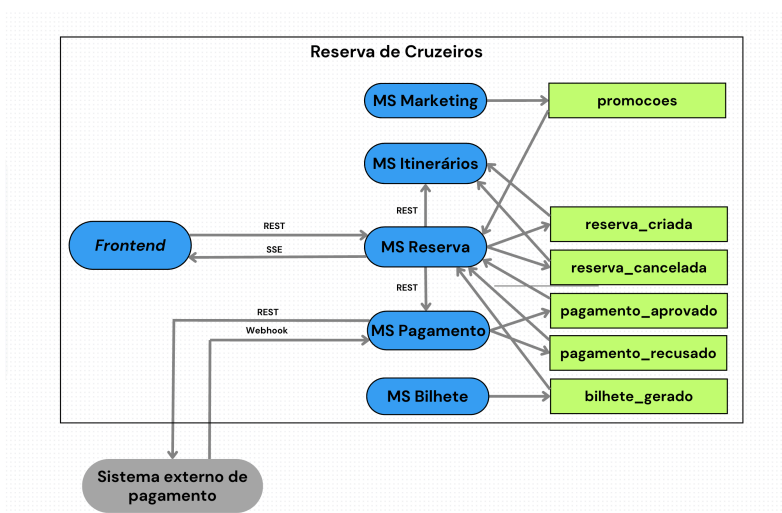 Reserva de Cruzeiros
MS Marketing
promocoes
MS Itinerários
REST
REST
Frontend
SSE
MS Reserva
reserva_criada
reserva_cancelada
REST
REST
Webhook
MS Pagamento
pagamento_aprovado
pagamento_recusado
MS Bilhete
bilhete_gerado
Sistema externo de
pagamento